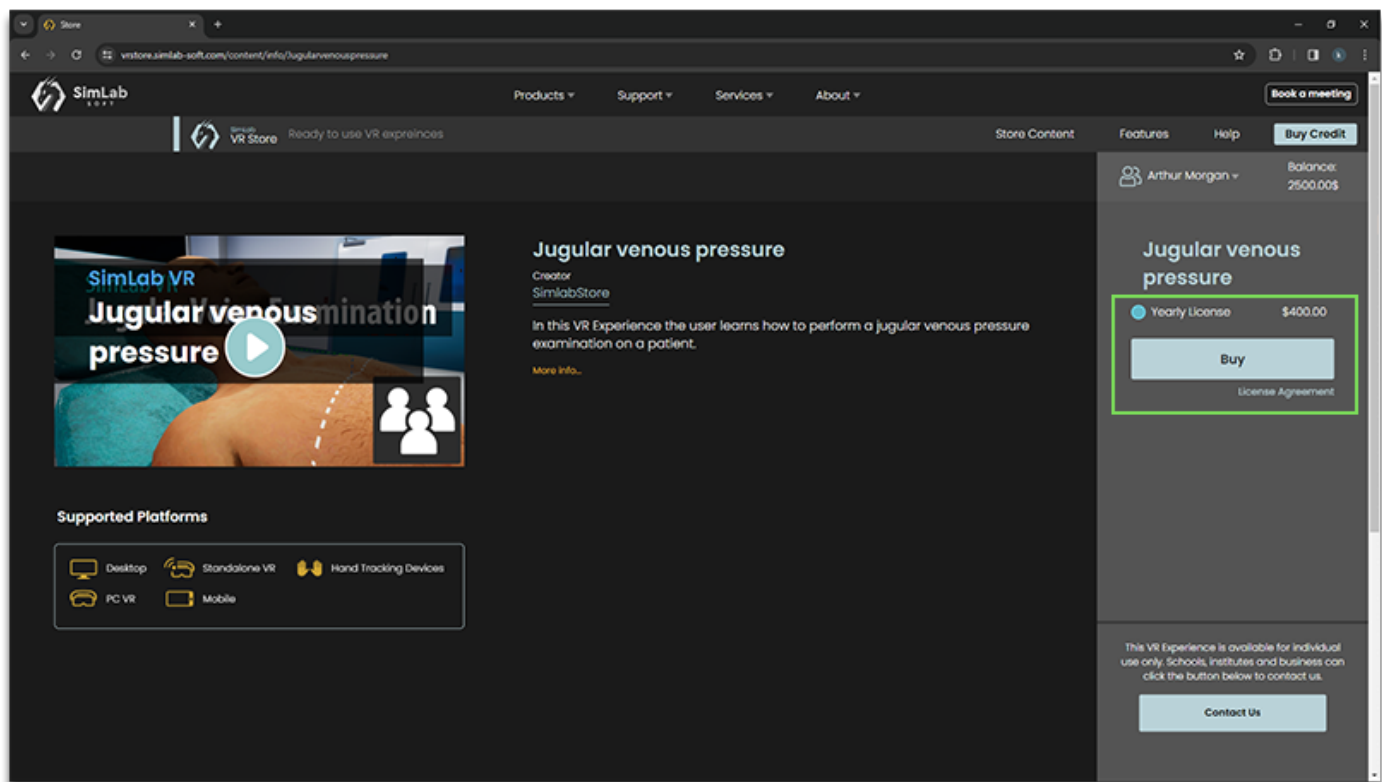 Store
vrstore.simlab-soft.com/content/info/Jugularvenouspressure
SimLab
SOFT
Products
Support
Services
About
Book a meeting
SimLab
VR Store
Ready to use VR expreinces
Store Content
Features
Help
Buy Credit
Arthur Morgan
Balance:
2500.00$
SimLab VR
Jugular venous
pressure
mination
Jugular venous pressure
Creator
SimlabStore
In this VR Experience the user learns how to perform a jugular venous pressure
examination on a patient.
More info...
Jugular venous
pressure
Yearly License
$400.00
Buy
License Agreement
Supported Platforms
Desktop
Standalone VR
Hand Tracking Devices
PC VR
Mobile
This VR Experience is available for individual
use only. Schools, institutes and business can
click the button below to contact us.
Contact Us